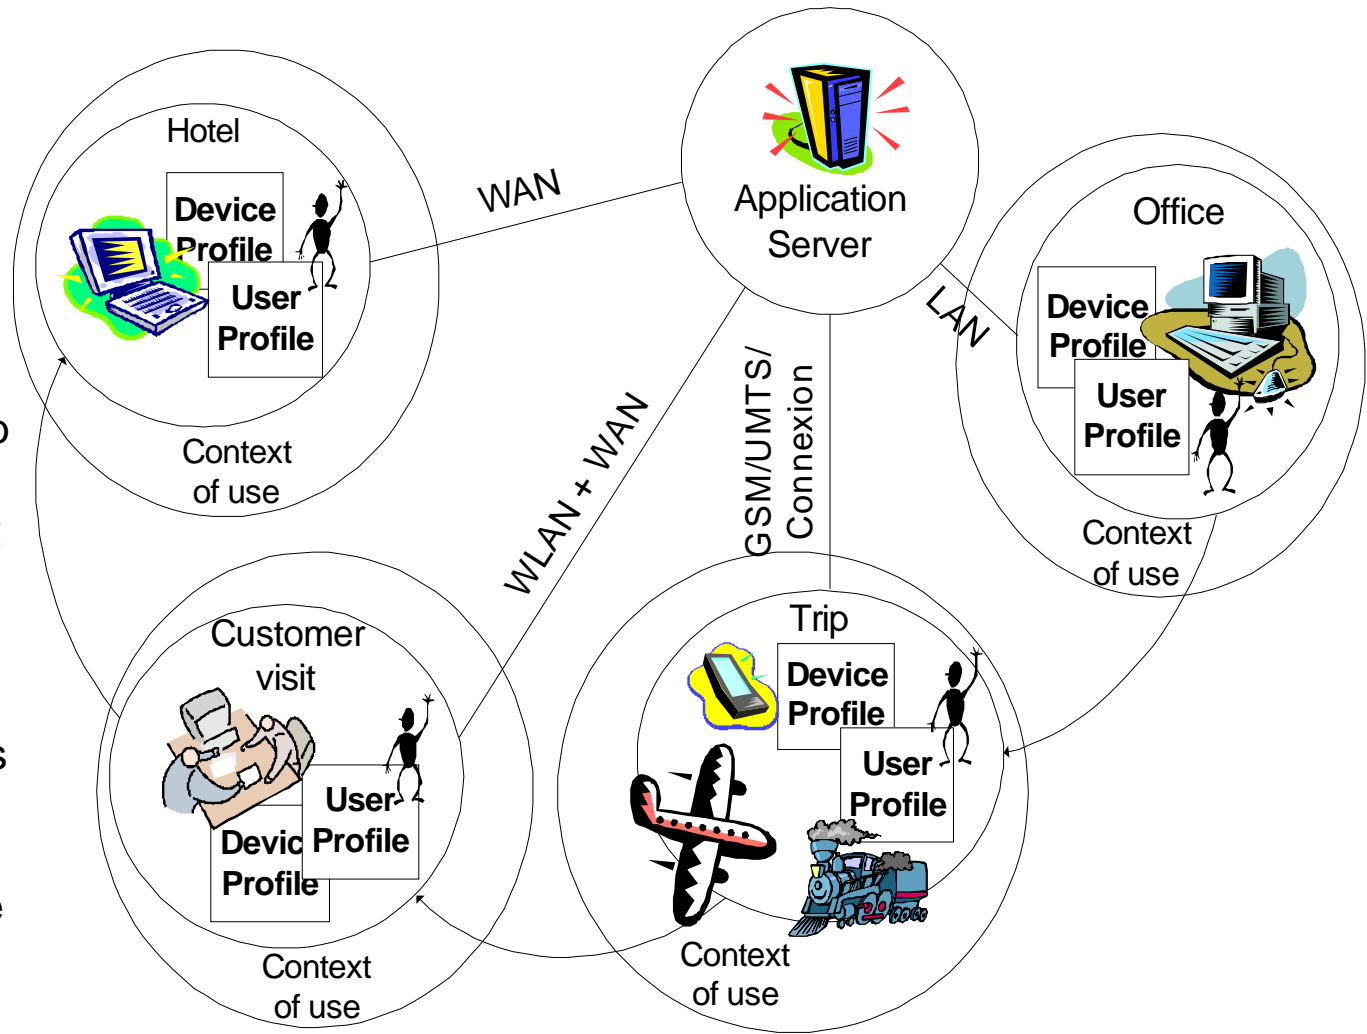 Hotel
Device
Profile
User
Profile
Context
of use
WAN
Application
Server
LAN
Office
Device
Profile
User
Profile
Context
of use
WLAN + WAN
GSM/UMTS/
Connexion
Customer
visit
User
Profile
Devic
Profile
Context
of use
Trip
Device
Profile
User
Profile
Context
of use
s
e